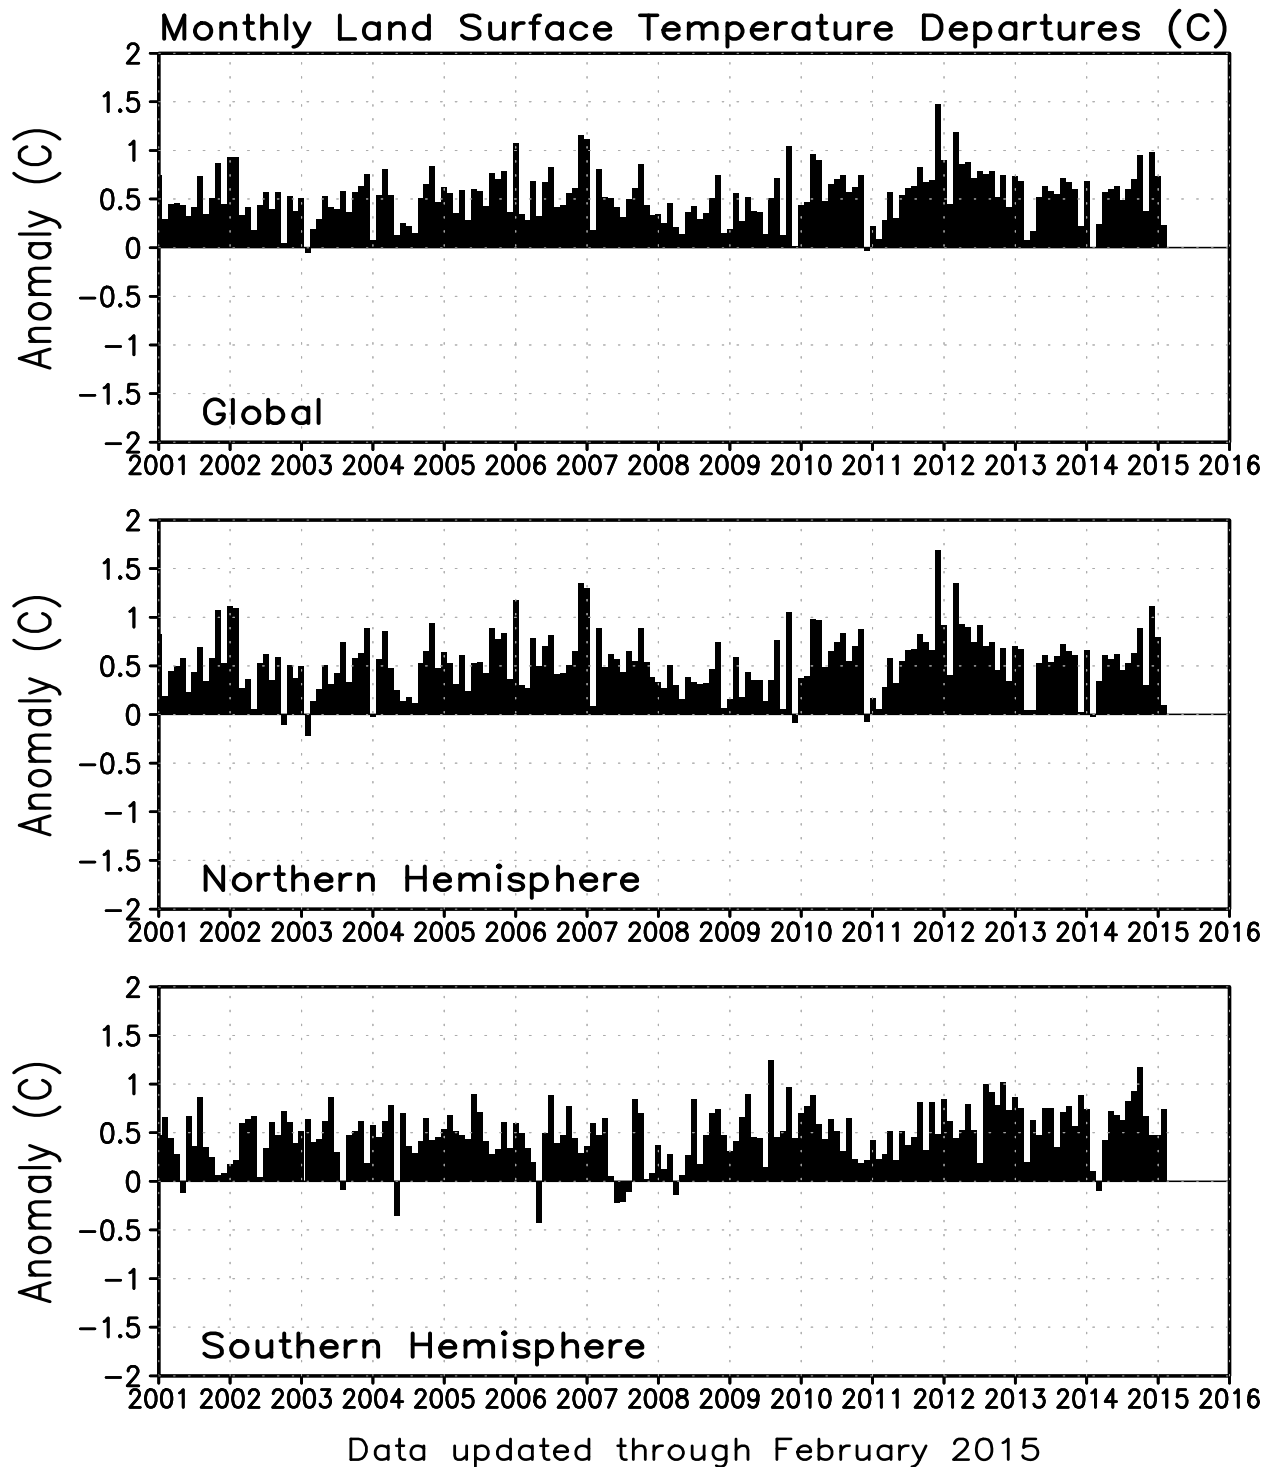 Monthly Land Surface Temperature Departures (C)
2
1.5
1
0.5
0
−0.5
−1
−1.5
−2
Anomaly (C)
Global
2001 2002 2003 2004 2005 2006 2007 2008 2009 2010 2011 2012 2013 2014 2015 2016
2
1.5
1
0.5
0
−0.5
−1
−1.5
−2
Anomaly (C)
Northern Hemisphere
2001 2002 2003 2004 2005 2006 2007 2008 2009 2010 2011 2012 2013 2014 2015 2016
2
1.5
1
0.5
0
−0.5
−1
−1.5
−2
Anomaly (C)
Southern Hemisphere
2001 2002 2003 2004 2005 2006 2007 2008 2009 2010 2011 2012 2013 2014 2015 2016
Data updated through February 2015